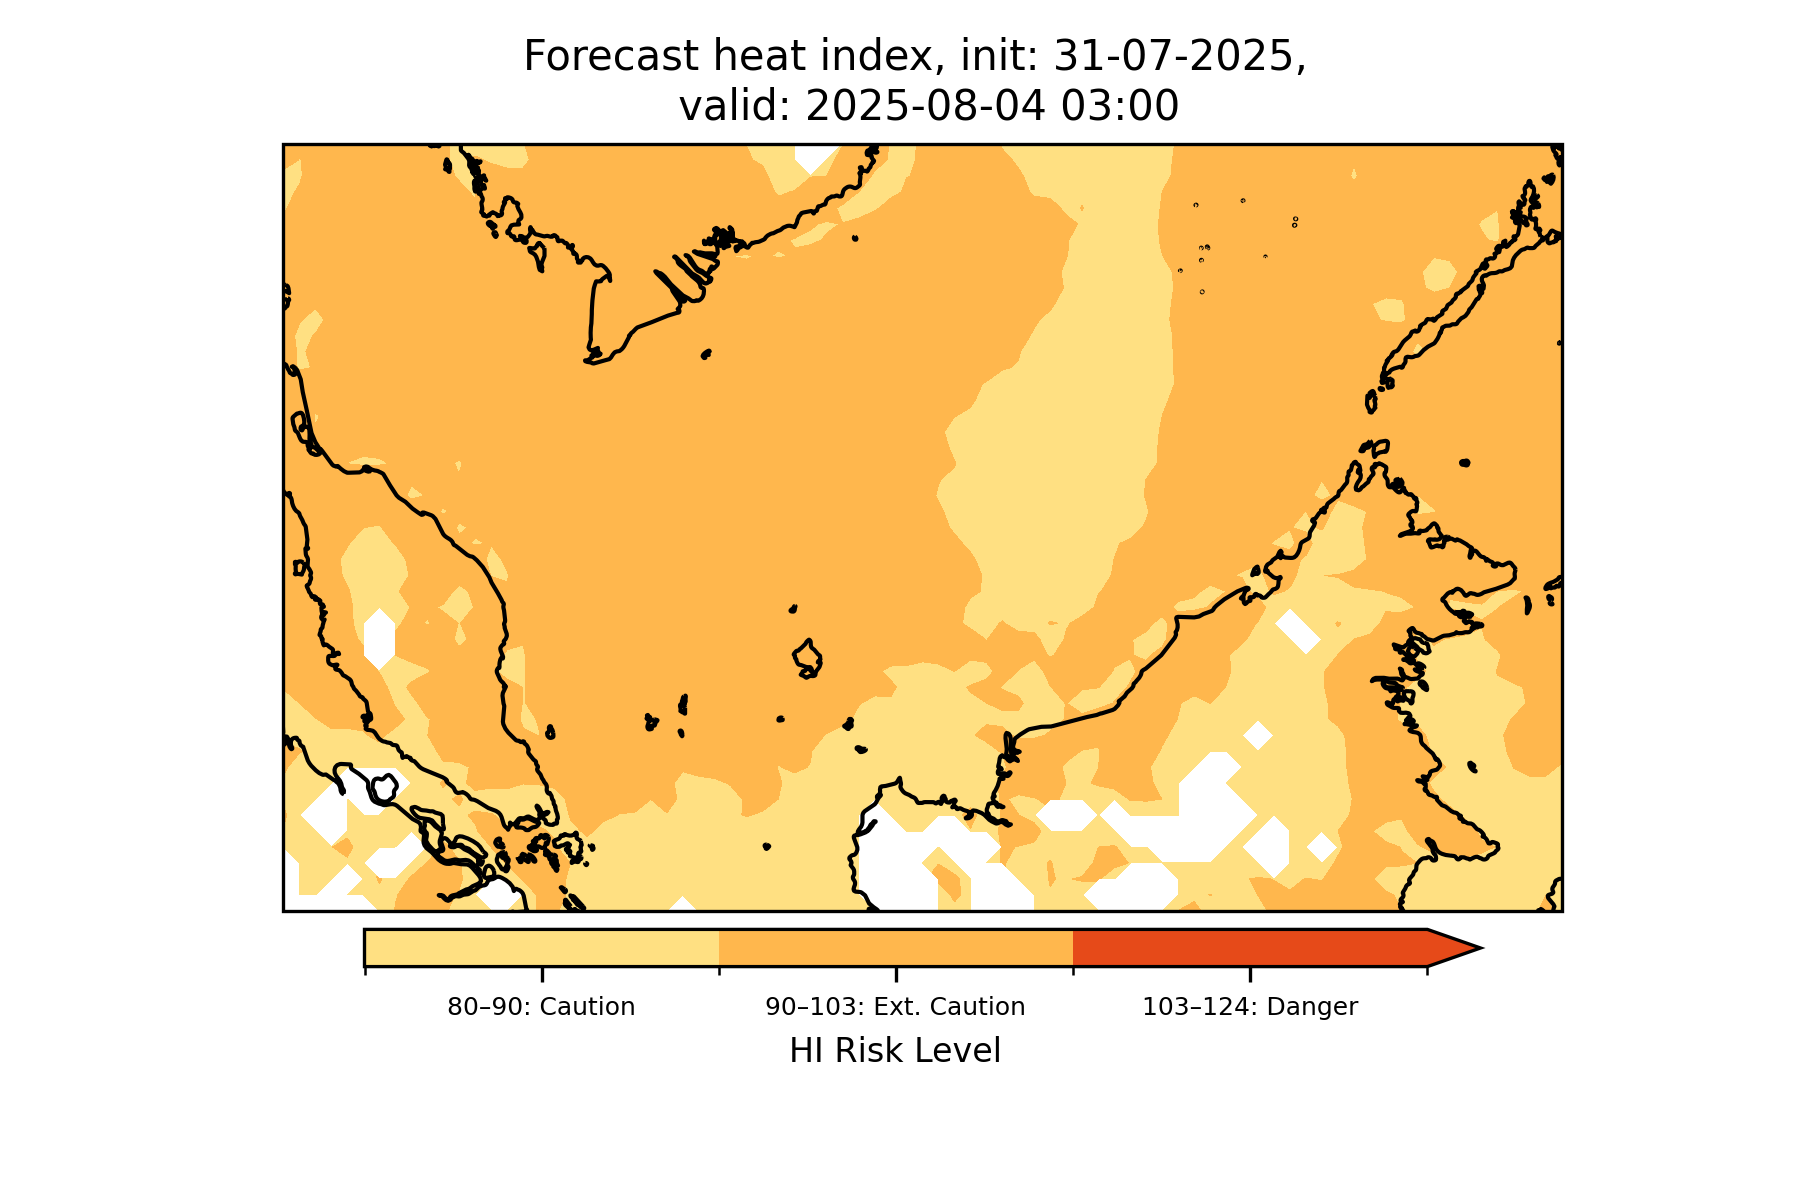 Forecast heat index, init: 31-07-2025,
valid: 2025-08-04 03:00
80–90: Caution
90–103: Ext. Caution
103–124: Danger
HI Risk Level